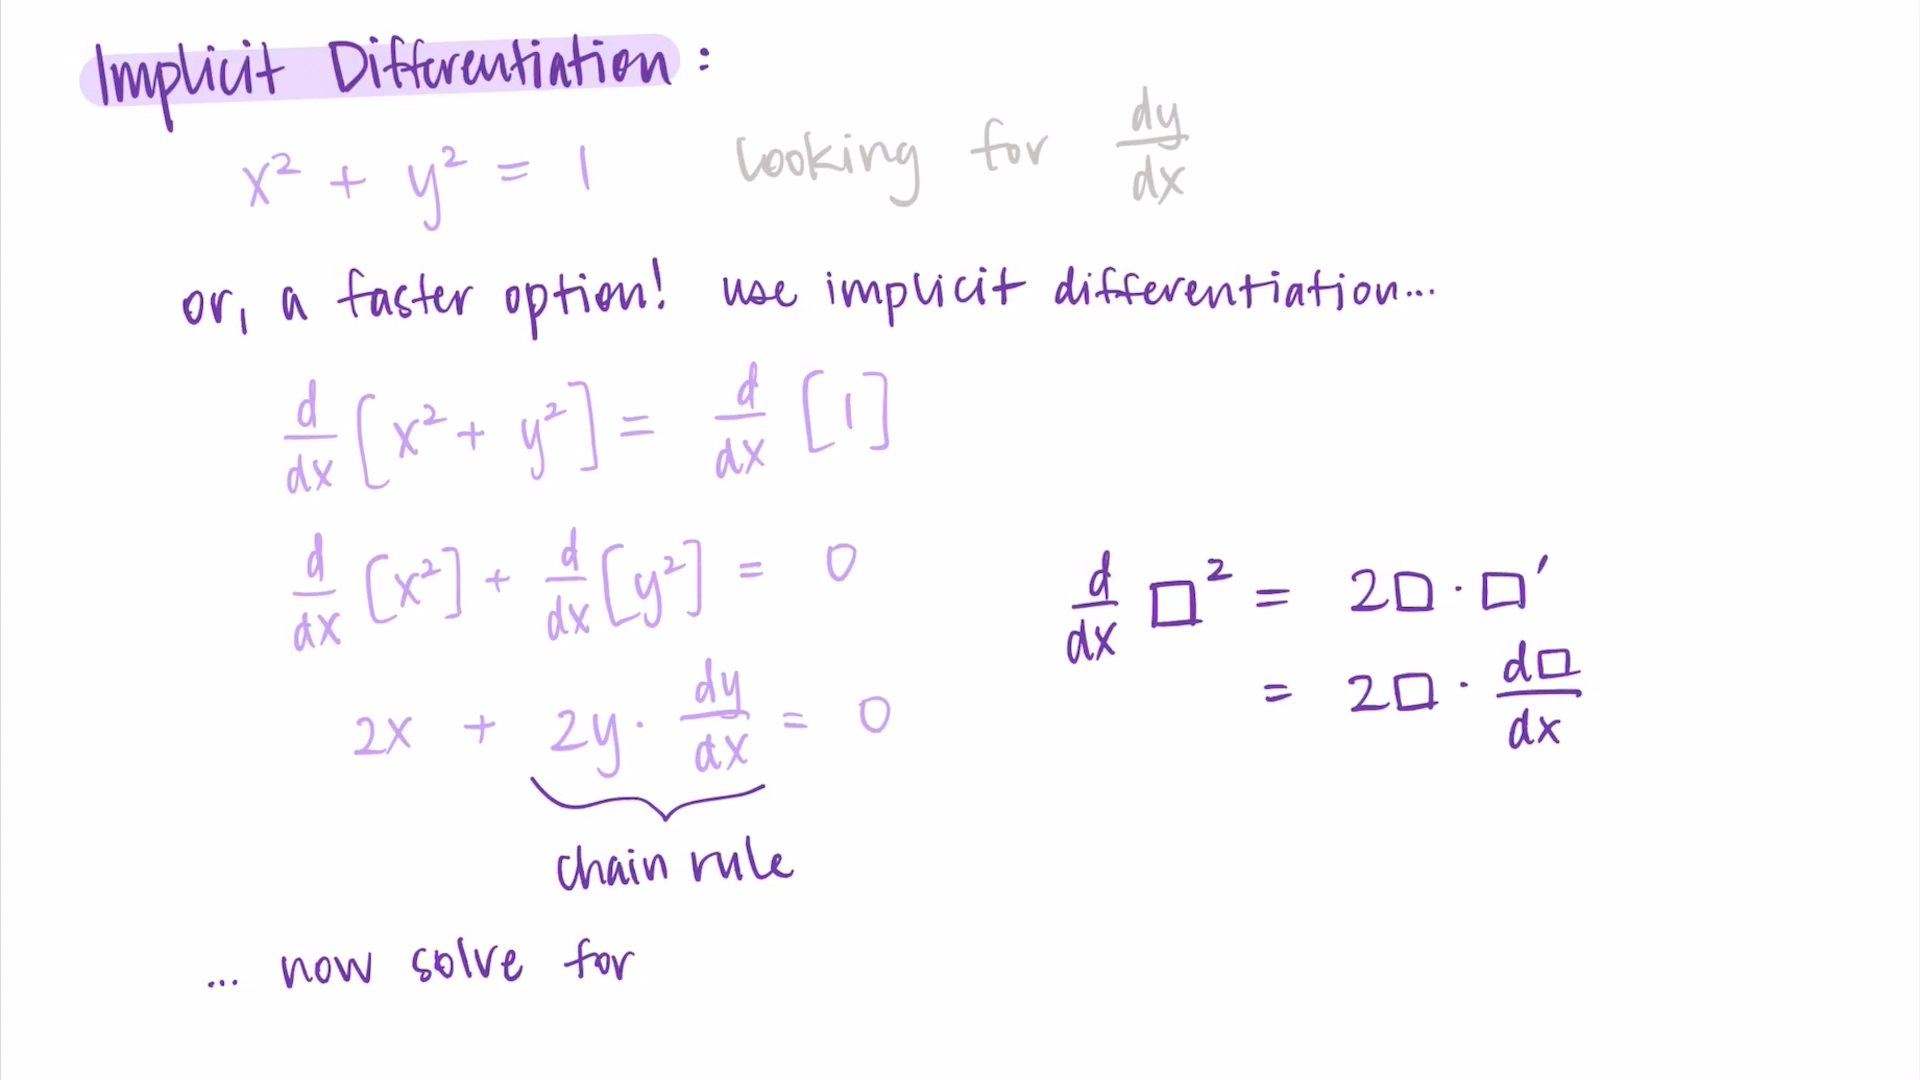 Implicit Differentiation:
x² + y² = 1 looking for dy/dx
or, a faster option! use implicit differentiation...
d/dx [x² + y²] = d/dx [1]
d/dx [x²] + d/dx [y²] = 0
2x + 2y · dy/dx = 0
chain rule
d/dx □² = 2□ · □′
= 2□ · d□/dx
... now solve for